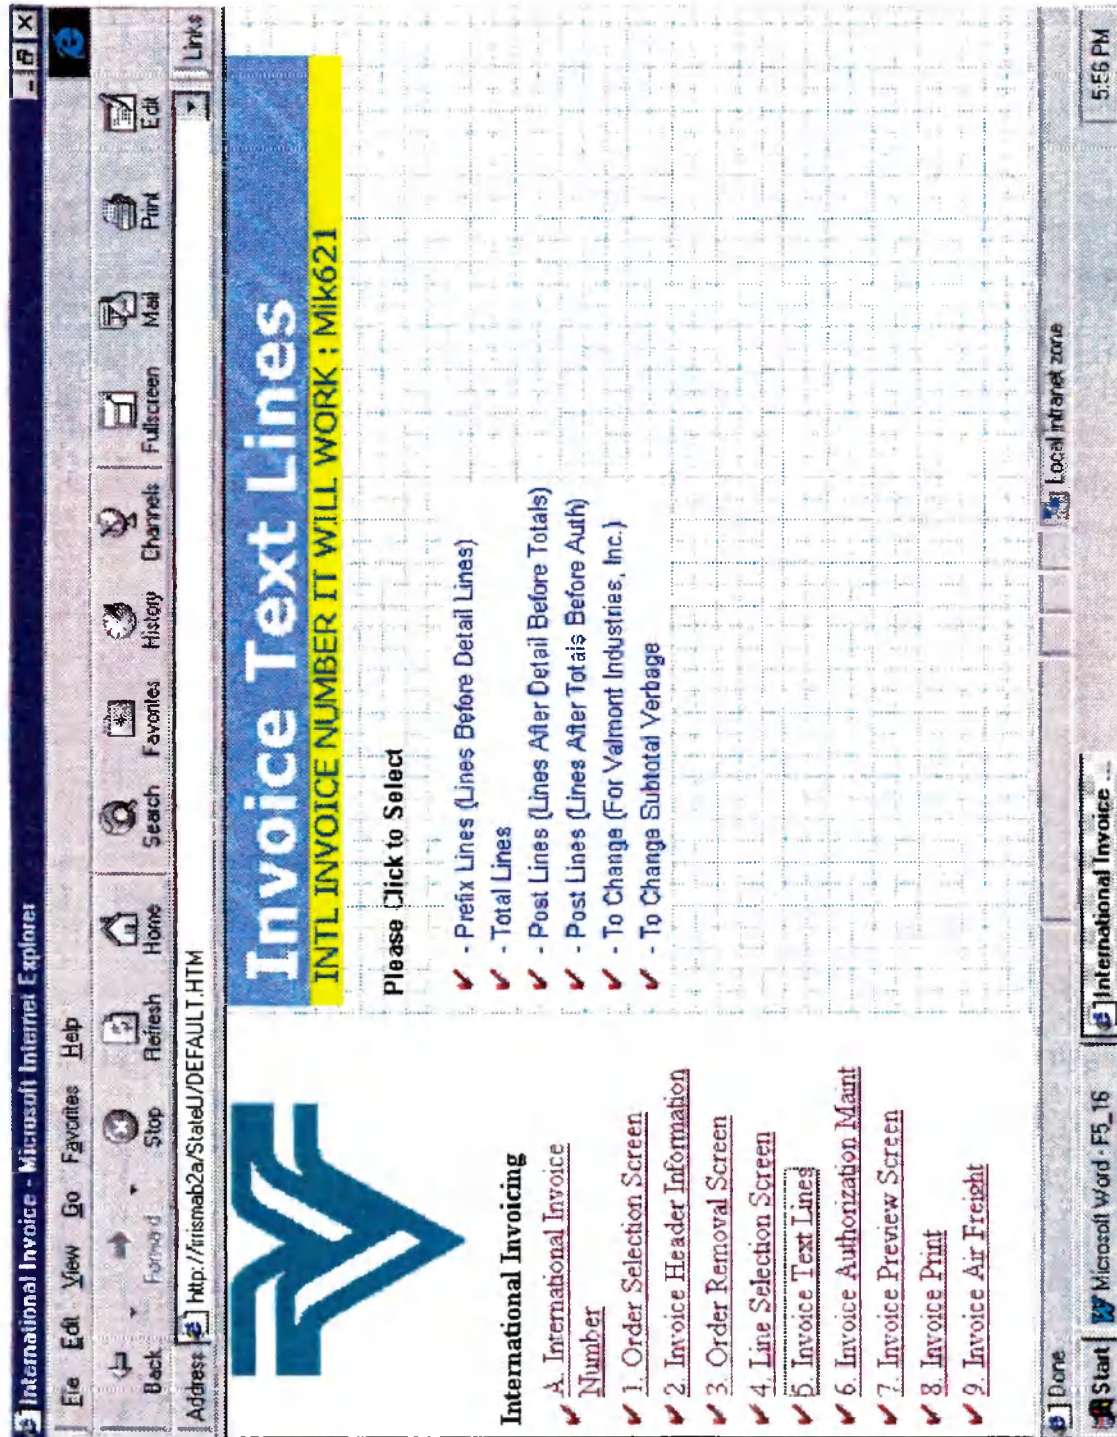 International Invoice - Microsoft Internet Explorer
File Edit View Go Favorites Help
Back Forward Stop Refresh Home Search Favorites History Channels Fullscreen Mail Print Edit
Address http://irismab2a/StateU/DEFAULT.HTM Links
International Invoicing
A. International Invoice
Number
1. Order Selection Screen
2. Invoice Header Information
3. Order Removal Screen
4. Line Selection Screen
5. Invoice Text Lines
6. Invoice Authorization Maint
7. Invoice Preview Screen
8. Invoice Print
9. Invoice Air Freight
Invoice Text Lines
INTL INVOICE NUMBER IT WILL WORK : Mik621
Please Click to Select
- Prefix Lines (Lines Before Detail Lines)
- Total Lines
- Post Lines (Lines After Detail Before Totals)
- Post Lines (Lines After Totals Before Auth)
- To Change (For Valmont Industries, Inc.)
- To Change Subtotal Verbage
Done Local intranet zone
Start Microsoft Word - F5_16 International Invoice ... 5:56 PM